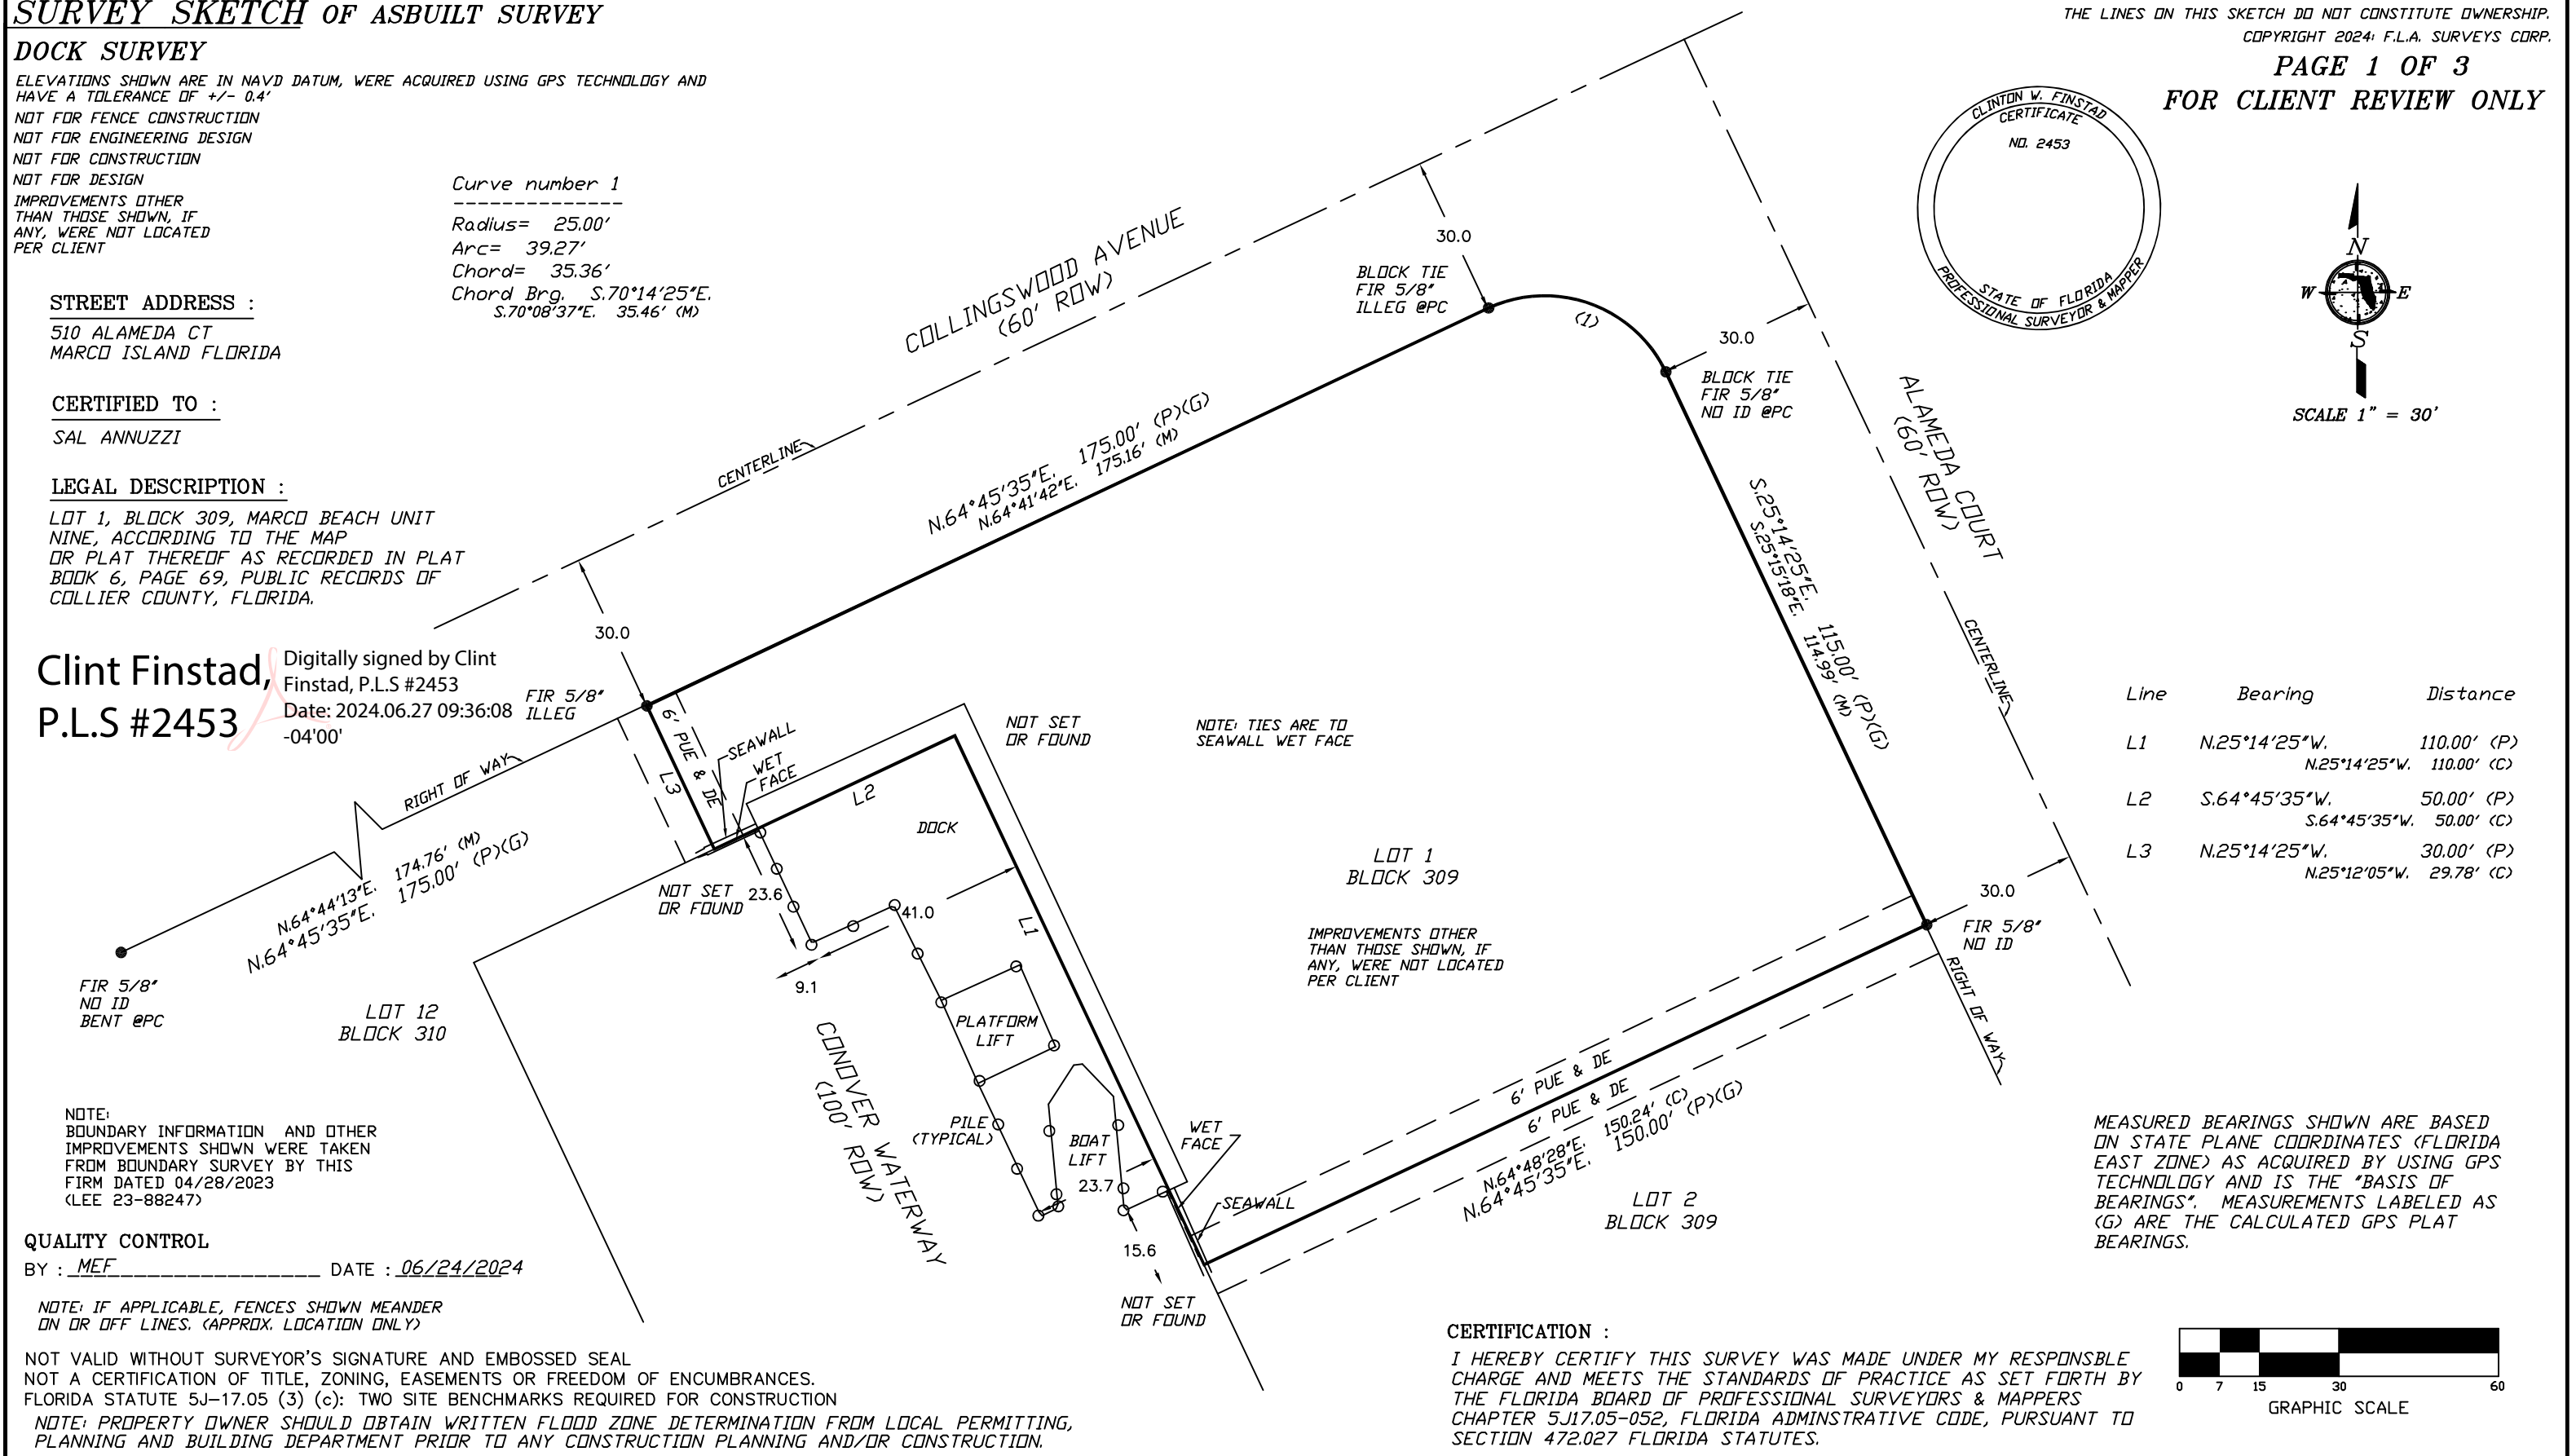 SURVEY SKETCH OF ASBUILT SURVEY
DOCK SURVEY
ELEVATIONS SHOWN ARE IN NAVD DATUM, WERE ACQUIRED USING GPS TECHNOLOGY AND
HAVE A TOLERANCE OF +/- 0.4'
NOT FOR FENCE CONSTRUCTION
NOT FOR ENGINEERING DESIGN
NOT FOR CONSTRUCTION
NOT FOR DESIGN
IMPROVEMENTS OTHER
THAN THOSE SHOWN, IF
ANY, WERE NOT LOCATED
PER CLIENT
Curve number 1
--------------
Radius= 25.00'
Arc= 39.27'
Chord= 35.36'
Chord Brg. S.70°14'25"E.
S.70°08'37"E. 35.46' (M)
STREET ADDRESS :
510 ALAMEDA CT
MARCO ISLAND FLORIDA
CERTIFIED TO :
SAL ANNUZZI
LEGAL DESCRIPTION :
LOT 1, BLOCK 309, MARCO BEACH UNIT
NINE, ACCORDING TO THE MAP
OR PLAT THEREOF AS RECORDED IN PLAT
BOOK 6, PAGE 69, PUBLIC RECORDS OF
COLLIER COUNTY, FLORIDA.
Clint Finstad,
P.L.S #2453
Digitally signed by Clint
Finstad, P.L.S #2453
Date: 2024.06.27 09:36:08
-04'00'
THE LINES ON THIS SKETCH DO NOT CONSTITUTE OWNERSHIP.
COPYRIGHT 2024: F.L.A. SURVEYS CORP.
PAGE 1 OF 3
FOR CLIENT REVIEW ONLY
CLINTON W. FINSTAD
CERTIFICATE
NO. 2453
STATE OF FLORIDA
PROFESSIONAL SURVEYOR & MAPPER
N
W
E
S
SCALE 1" = 30'
COLLINGSWOOD AVENUE
(60' ROW)
CENTERLINE
30.0
BLOCK TIE
FIR 5/8"
ILLEG @PC
(1)
30.0
BLOCK TIE
FIR 5/8"
NO ID @PC
ALAMEDA COURT
(60' ROW)
CENTERLINE
N.64°45'35"E. 175.00' (P)(G)
N.64°41'42"E. 175.16' (M)
S.25°14'25"E. 115.00' (P)(G)
S.25°15'18"E. 114.99' (M)
30.0
FIR 5/8"
ILLEG
RIGHT OF WAY
6' PUE & DE
L3
SEAWALL
WET
FACE
L2
NOT SET
OR FOUND
NOTE: TIES ARE TO
SEAWALL WET FACE
DOCK
Line Bearing Distance
L1 N.25°14'25"W. 110.00' (P)
N.25°14'25"W. 110.00' (C)
L2 S.64°45'35"W. 50.00' (P)
S.64°45'35"W. 50.00' (C)
L3 N.25°14'25"W. 30.00' (P)
N.25°12'05"W. 29.78' (C)
N.64°44'13"E. 174.76' (M)
N.64°45'35"E. 175.00' (P)(G)
FIR 5/8"
NO ID
BENT @PC
LOT 12
BLOCK 310
NOT SET
OR FOUND
23.6
41.0
9.1
L1
LOT 1
BLOCK 309
IMPROVEMENTS OTHER
THAN THOSE SHOWN, IF
ANY, WERE NOT LOCATED
PER CLIENT
30.0
FIR 5/8"
NO ID
RIGHT OF WAY
PLATFORM
LIFT
CONOVER WATERWAY
(100' ROW)
PILE
(TYPICAL)
BOAT
LIFT
23.7
WET
FACE
SEAWALL
15.6
NOT SET
OR FOUND
6' PUE & DE
6' PUE & DE
N.64°48'28"E. 150.24' (C)
N.64°45'35"E. 150.00' (P)(G)
LOT 2
BLOCK 309
NOTE:
BOUNDARY INFORMATION AND OTHER
IMPROVEMENTS SHOWN WERE TAKEN
FROM BOUNDARY SURVEY BY THIS
FIRM DATED 04/28/2023
(LEE 23-88247)
QUALITY CONTROL
BY : MEF DATE : 06/24/2024
NOTE: IF APPLICABLE, FENCES SHOWN MEANDER
ON OR OFF LINES. (APPROX. LOCATION ONLY)
NOT VALID WITHOUT SURVEYOR'S SIGNATURE AND EMBOSSED SEAL
NOT A CERTIFICATION OF TITLE, ZONING, EASEMENTS OR FREEDOM OF ENCUMBRANCES.
FLORIDA STATUTE 5J-17.05 (3) (c): TWO SITE BENCHMARKS REQUIRED FOR CONSTRUCTION
NOTE: PROPERTY OWNER SHOULD OBTAIN WRITTEN FLOOD ZONE DETERMINATION FROM LOCAL PERMITTING,
PLANNING AND BUILDING DEPARTMENT PRIOR TO ANY CONSTRUCTION PLANNING AND/OR CONSTRUCTION.
MEASURED BEARINGS SHOWN ARE BASED
ON STATE PLANE COORDINATES (FLORIDA
EAST ZONE) AS ACQUIRED BY USING GPS
TECHNOLOGY AND IS THE "BASIS OF
BEARINGS". MEASUREMENTS LABELED AS
(G) ARE THE CALCULATED GPS PLAT
BEARINGS.
CERTIFICATION :
I HEREBY CERTIFY THIS SURVEY WAS MADE UNDER MY RESPONSBLE
CHARGE AND MEETS THE STANDARDS OF PRACTICE AS SET FORTH BY
THE FLORIDA BOARD OF PROFESSIONAL SURVEYORS & MAPPERS
CHAPTER 5J17.05-052, FLORIDA ADMINSTRATIVE CODE, PURSUANT TO
SECTION 472.027 FLORIDA STATUTES.
0 7 15 30 60
GRAPHIC SCALE